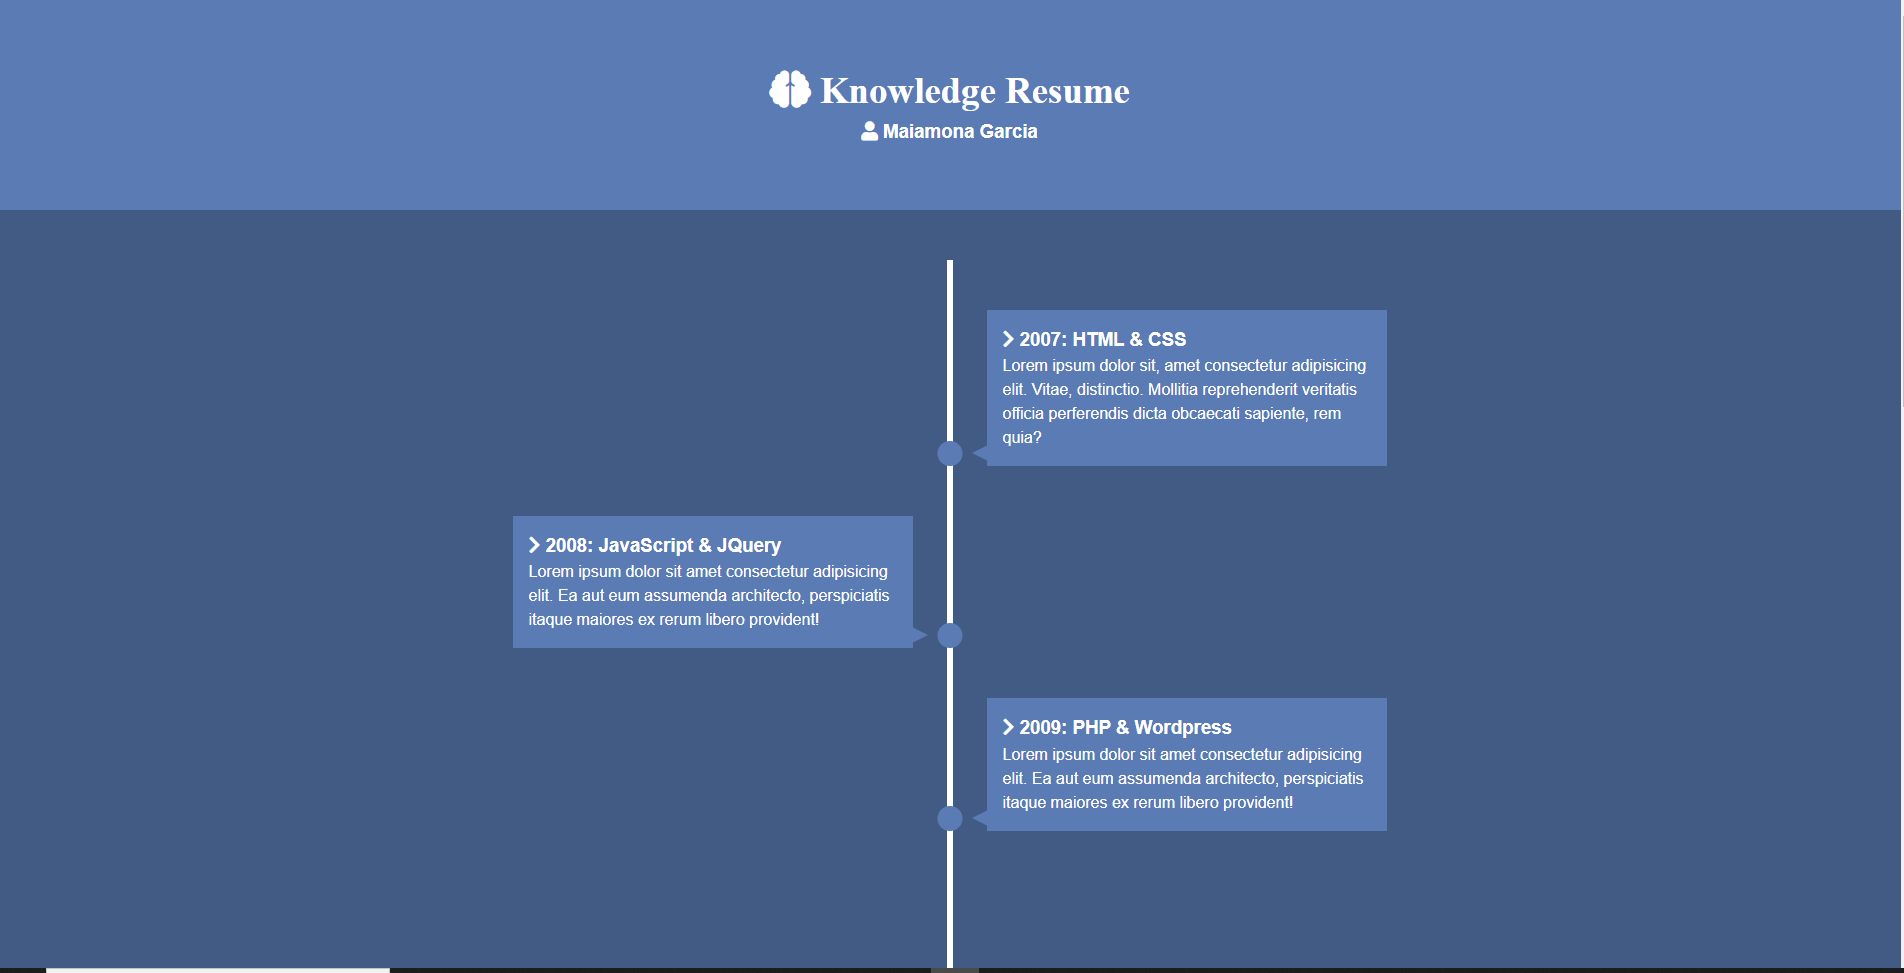 Knowledge Resume
Maiamona Garcia
2007: HTML & CSS
Lorem ipsum dolor sit, amet consectetur adipisicing
elit. Vitae, distinctio. Mollitia reprehenderit veritatis
officia perferendis dicta obcaecati sapiente, rem
quia?
2008: JavaScript & JQuery
Lorem ipsum dolor sit amet consectetur adipisicing
elit. Ea aut eum assumenda architecto, perspiciatis
itaque maiores ex rerum libero provident!
2009: PHP & Wordpress
Lorem ipsum dolor sit amet consectetur adipisicing
elit. Ea aut eum assumenda architecto, perspiciatis
itaque maiores ex rerum libero provident!